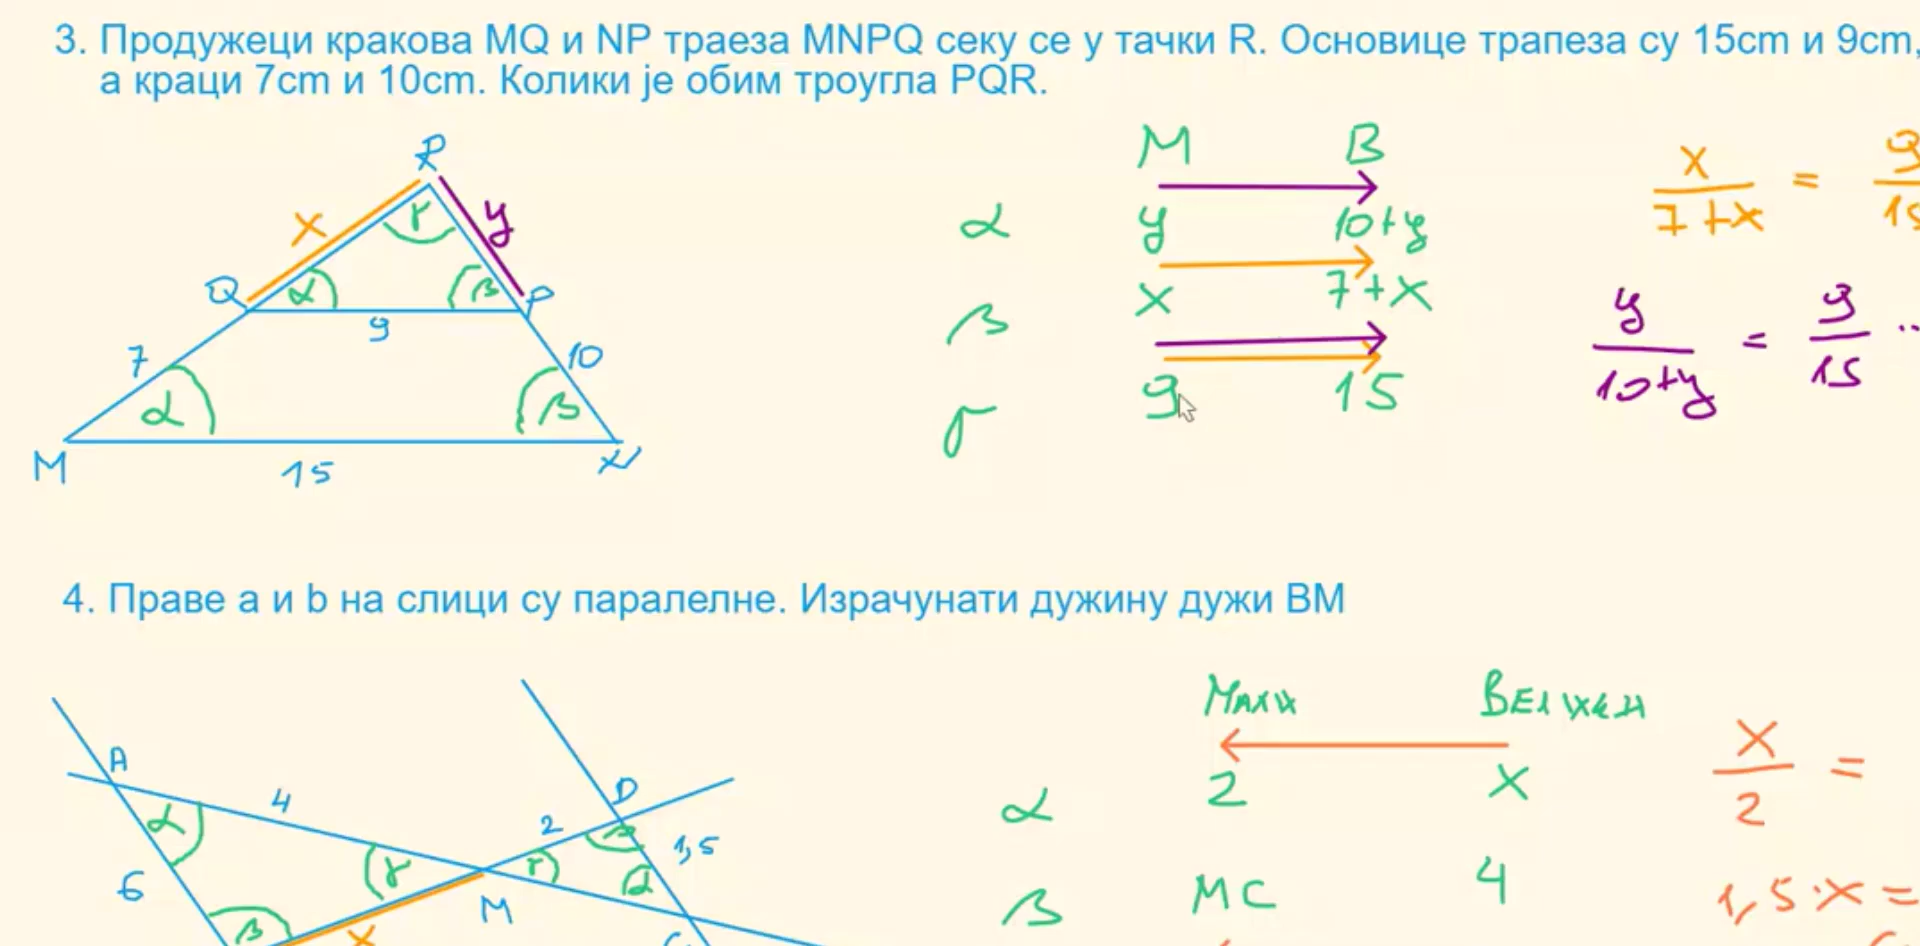 3. Продужеци кракова MQ и NP траеза MNPQ секу се у тачки R. Основице трапеза су 15cm и 9cm,
а краци 7cm и 10cm. Колики је обим троугла PQR.
R
x
γ
y
Q
α
β
P
9
7
10
α
β
M
15
N
M B
α
y 10+y
x 7+x
β
9 15
γ
x / 7+x = 9 / 15
y / 10+y = 9 / 15 ..
4. Праве a и b на слици су паралелне. Израчунати дужину дужи BM
A
4
D
2
β
1,5
α
γ
γ
α
6
M
β
x
C
МАЛИ ВЕЛИКИ
α
2 x
β
MC 4
x / 2 =
1,5·x=